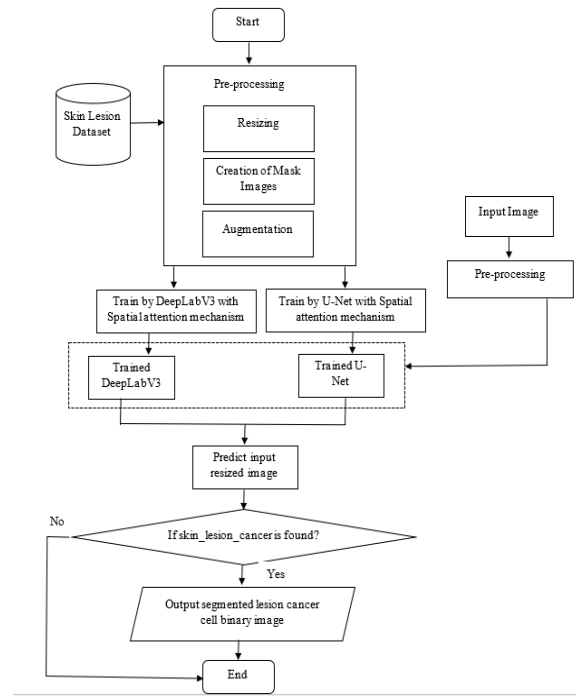 Start
Pre-processing
Skin Lesion
Dataset
Resizing
Creation of Mask
Images
Augmentation
Input Image
Pre-processing
Train by DeepLabV3 with
Spatial attention mechanism
Train by U-Net with Spatial
attention mechanism
Trained
DeepLabV3
Trained U-
Net
Predict input
resized image
No
If skin_lesion_cancer is found?
Yes
Output segmented lesion cancer
cell binary image
End